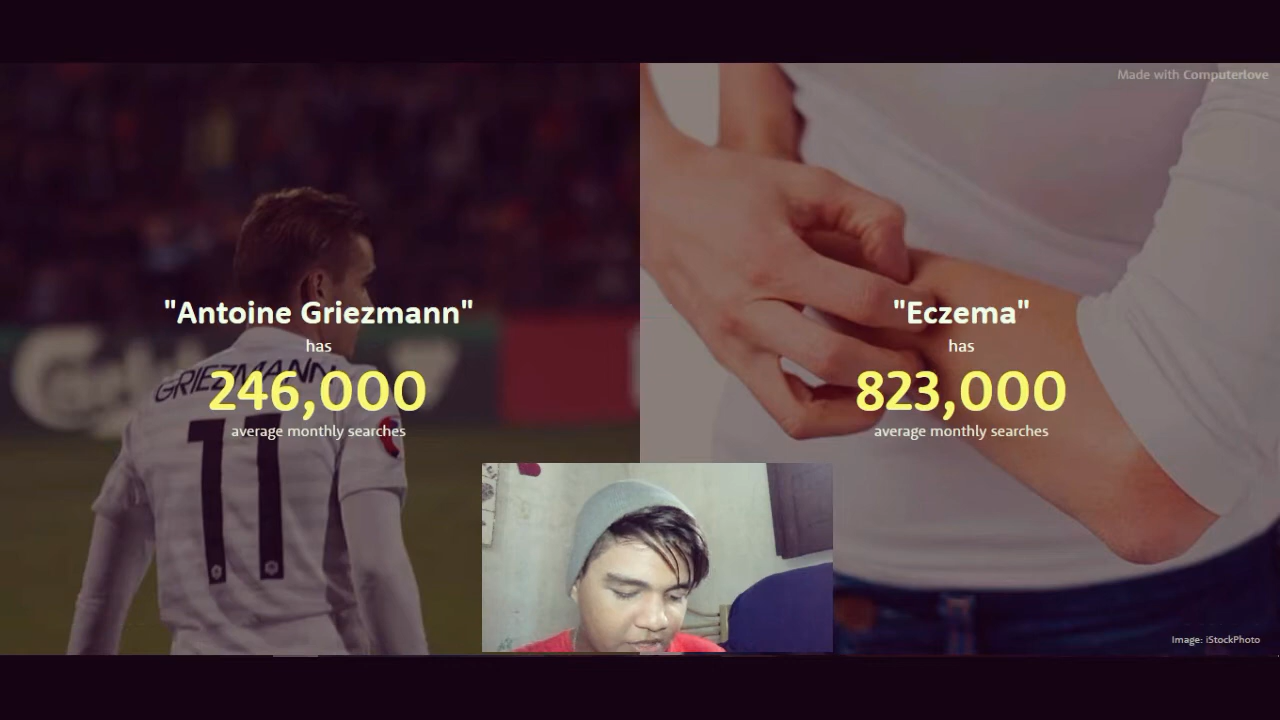 Made with Computerlove
"Antoine Griezmann"
has
246,000
average monthly searches
GRIEZMANN
11
"Eczema"
has
823,000
average monthly searches
Image: iStockPhoto